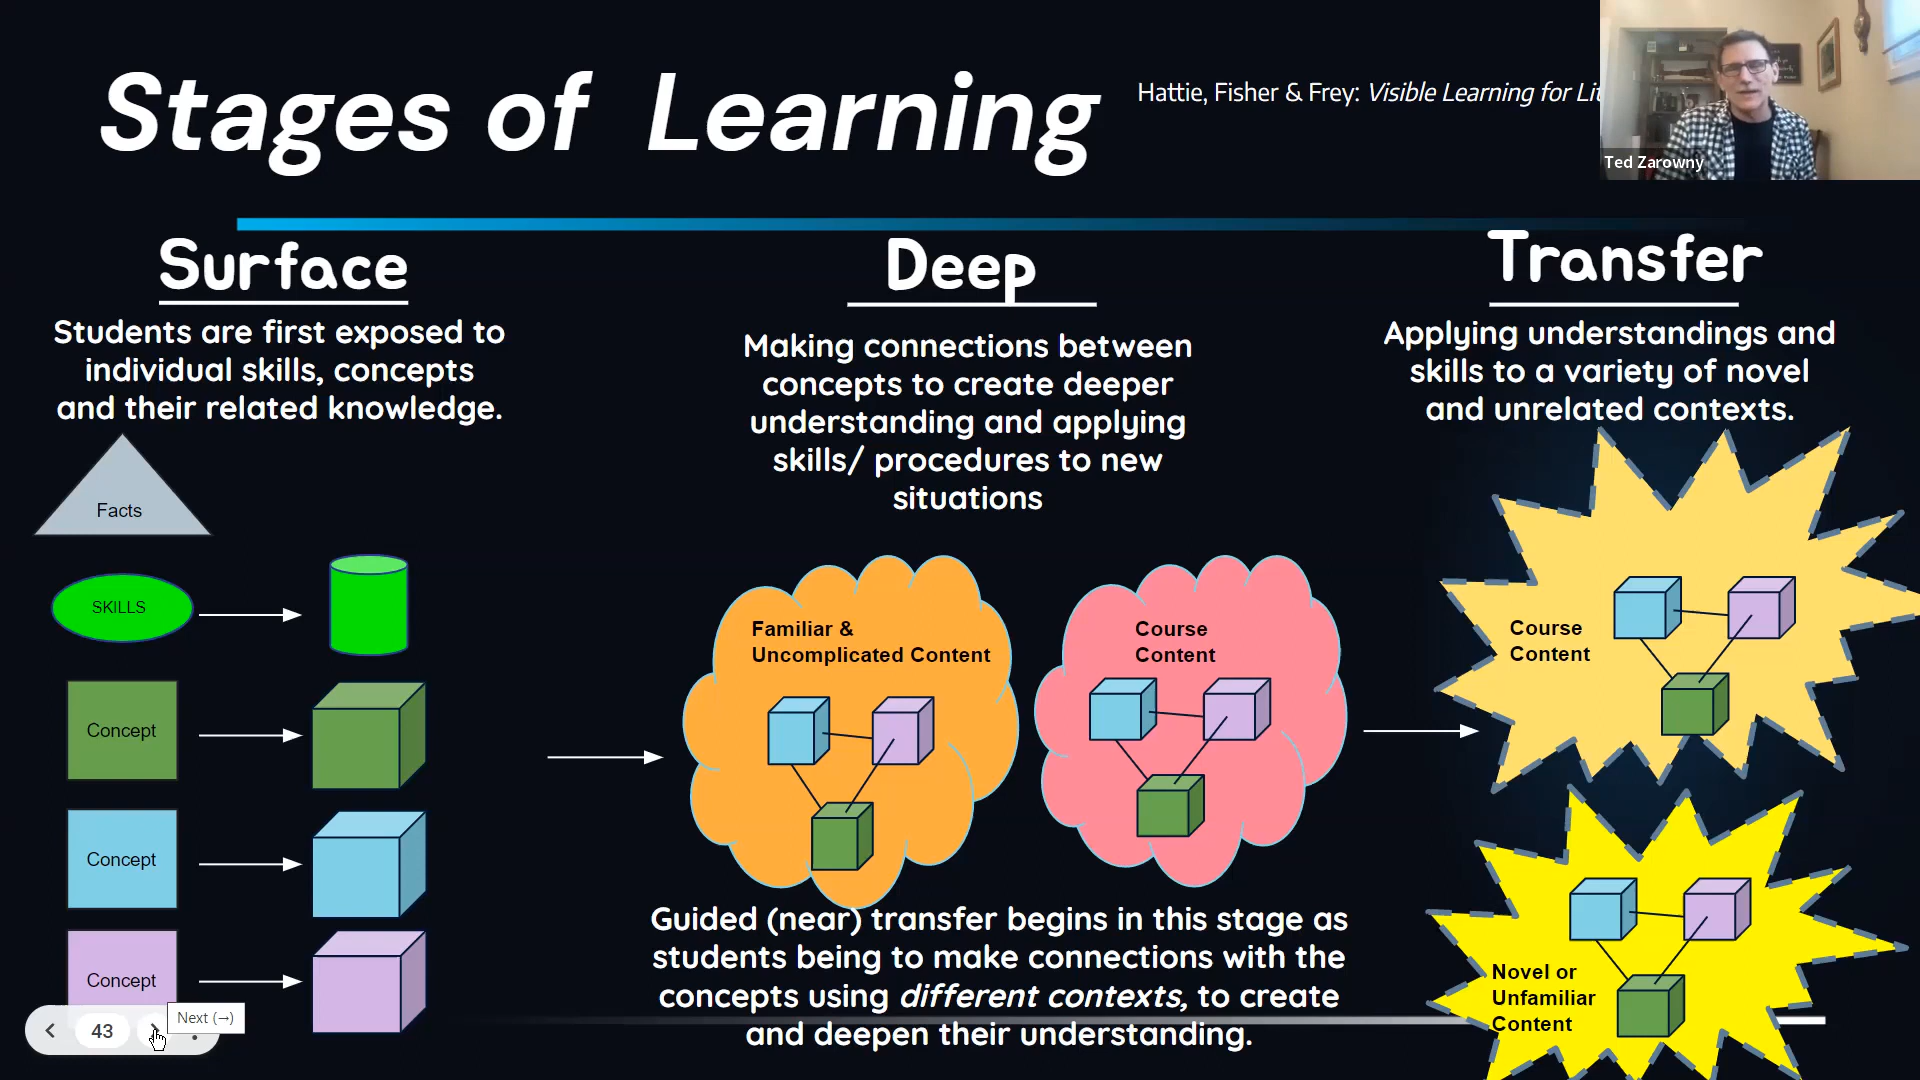 Stages of Learning
Hattie, Fisher & Frey: Visible Learning for
Ted Zarowny
Surface
Students are first exposed to
individual skills, concepts
and their related knowledge.
Facts
SKILLS
Concept
Concept
Concept
Deep
Making connections between
concepts to create deeper
understanding and applying
skills/ procedures to new
situations
Familiar &
Uncomplicated Content
Course
Content
Guided (near) transfer begins in this stage as
students being to make connections with the
concepts using different contexts, to create
and deepen their understanding.
Transfer
Applying understandings and
skills to a variety of novel
and unrelated contexts.
Course
Content
Novel or
Unfamiliar
Content
43
Next (→)